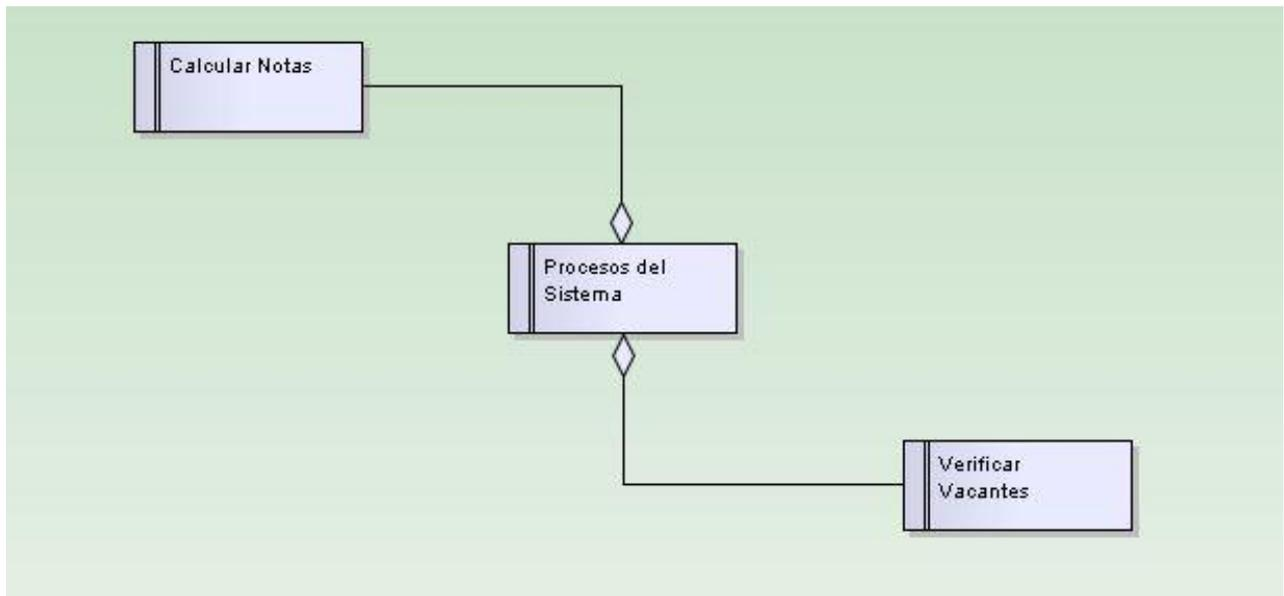 Calcular Notas
Procesos del
Sistema
Verificar
Vacantes